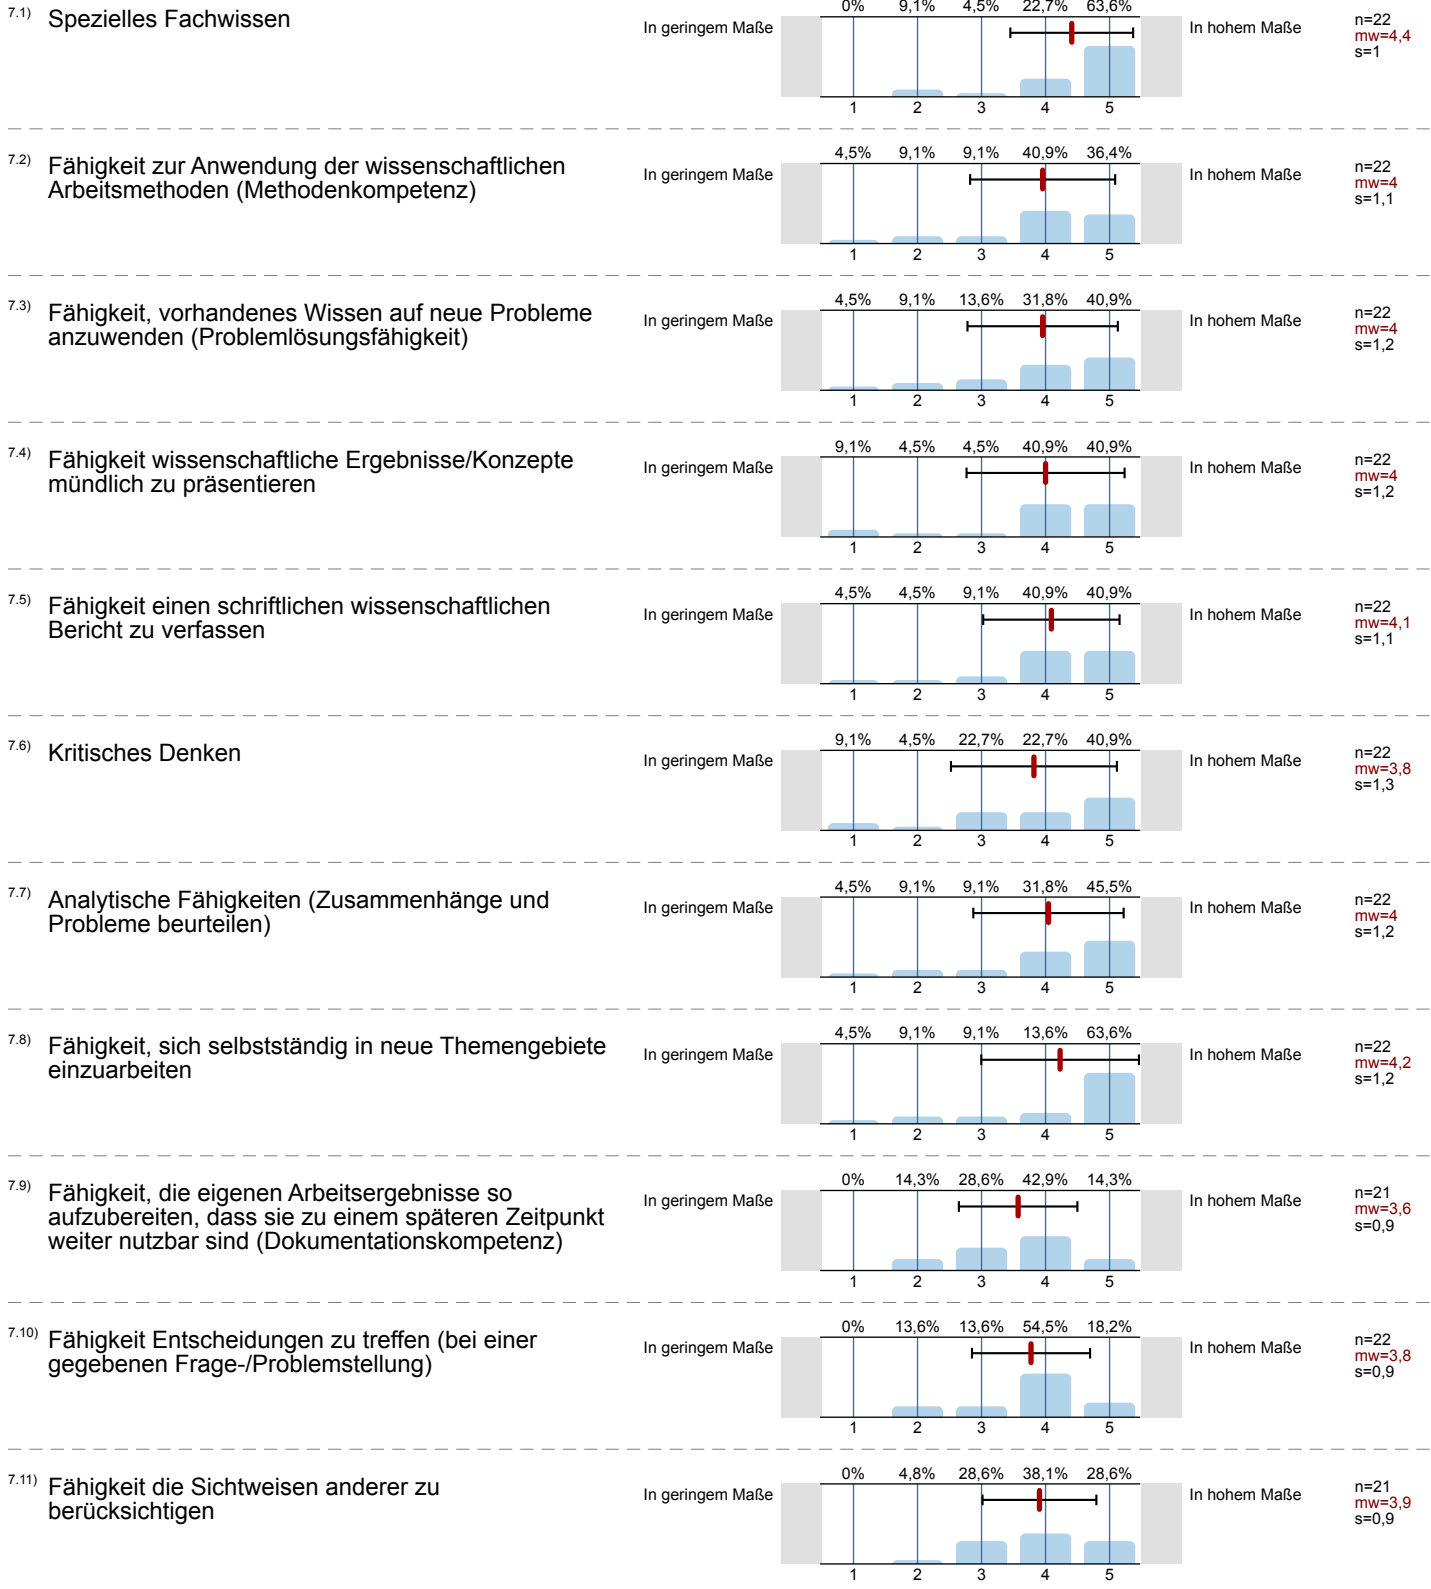 7.1) Spezielles Fachwissen
In geringem Maße
0% 9,1% 4,5% 22,7% 63,6%
1 2 3 4 5
In hohem Maße
n=22
mw=4,4
s=1
7.2) Fähigkeit zur Anwendung der wissenschaftlichen
Arbeitsmethoden (Methodenkompetenz)
In geringem Maße
4,5% 9,1% 9,1% 40,9% 36,4%
1 2 3 4 5
In hohem Maße
n=22
mw=4
s=1,1
7.3) Fähigkeit, vorhandenes Wissen auf neue Probleme
anzuwenden (Problemlösungsfähigkeit)
In geringem Maße
4,5% 9,1% 13,6% 31,8% 40,9%
1 2 3 4 5
In hohem Maße
n=22
mw=4
s=1,2
7.4) Fähigkeit wissenschaftliche Ergebnisse/Konzepte
mündlich zu präsentieren
In geringem Maße
9,1% 4,5% 4,5% 40,9% 40,9%
1 2 3 4 5
In hohem Maße
n=22
mw=4
s=1,2
7.5) Fähigkeit einen schriftlichen wissenschaftlichen
Bericht zu verfassen
In geringem Maße
4,5% 4,5% 9,1% 40,9% 40,9%
1 2 3 4 5
In hohem Maße
n=22
mw=4,1
s=1,1
7.6) Kritisches Denken
In geringem Maße
9,1% 4,5% 22,7% 22,7% 40,9%
1 2 3 4 5
In hohem Maße
n=22
mw=3,8
s=1,3
7.7) Analytische Fähigkeiten (Zusammenhänge und
Probleme beurteilen)
In geringem Maße
4,5% 9,1% 9,1% 31,8% 45,5%
1 2 3 4 5
In hohem Maße
n=22
mw=4
s=1,2
7.8) Fähigkeit, sich selbstständig in neue Themengebiete
einzuarbeiten
In geringem Maße
4,5% 9,1% 9,1% 13,6% 63,6%
1 2 3 4 5
In hohem Maße
n=22
mw=4,2
s=1,2
7.9) Fähigkeit, die eigenen Arbeitsergebnisse so
aufzubereiten, dass sie zu einem späteren Zeitpunkt
weiter nutzbar sind (Dokumentationskompetenz)
In geringem Maße
0% 14,3% 28,6% 42,9% 14,3%
1 2 3 4 5
In hohem Maße
n=21
mw=3,6
s=0,9
7.10) Fähigkeit Entscheidungen zu treffen (bei einer
gegebenen Frage-/Problemstellung)
In geringem Maße
0% 13,6% 13,6% 54,5% 18,2%
1 2 3 4 5
In hohem Maße
n=22
mw=3,8
s=0,9
7.11) Fähigkeit die Sichtweisen anderer zu
berücksichtigen
In geringem Maße
0% 4,8% 28,6% 38,1% 28,6%
1 2 3 4 5
In hohem Maße
n=21
mw=3,9
s=0,9